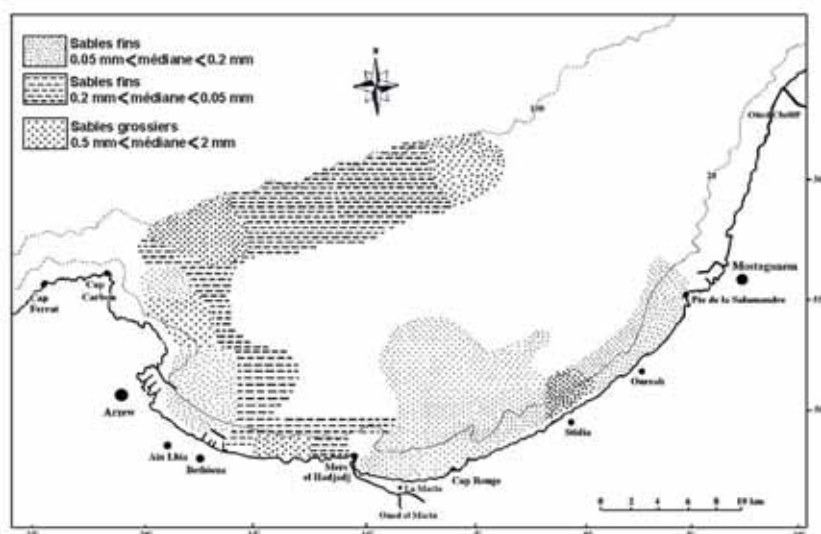 Sables fins
0.05 mm<médiane<0.2 mm
Sables fins
0.2 mm<médiane<0.05 mm
Sables grossiers
0.5 mm<médiane<2 mm
N
100
20
Oued Cheliff
Mostaganem
Pte de la Salamandre
Cap
Ferrat
Cap
Carbon
Arzew
Ain Lbia
Bethioua
Mers
el Hadjadj
La Macta
Oued el Macta
Cap Rouge
Stidia
Oureah
0 2 4 6 8 10 km